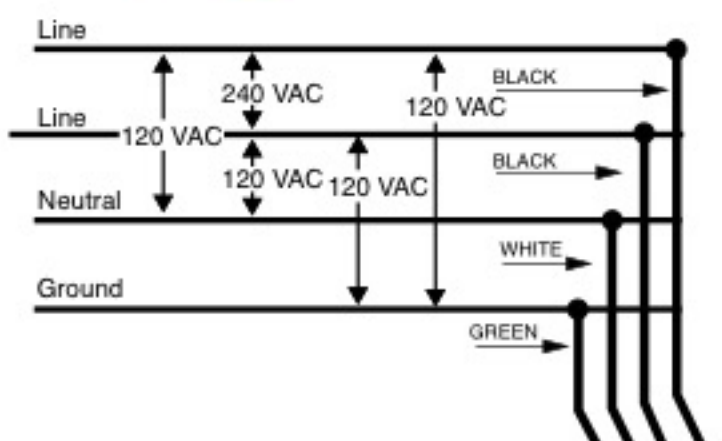 Line
BLACK
240 VAC
120 VAC
Line
120 VAC
BLACK
120 VAC
120 VAC
Neutral
WHITE
Ground
GREEN